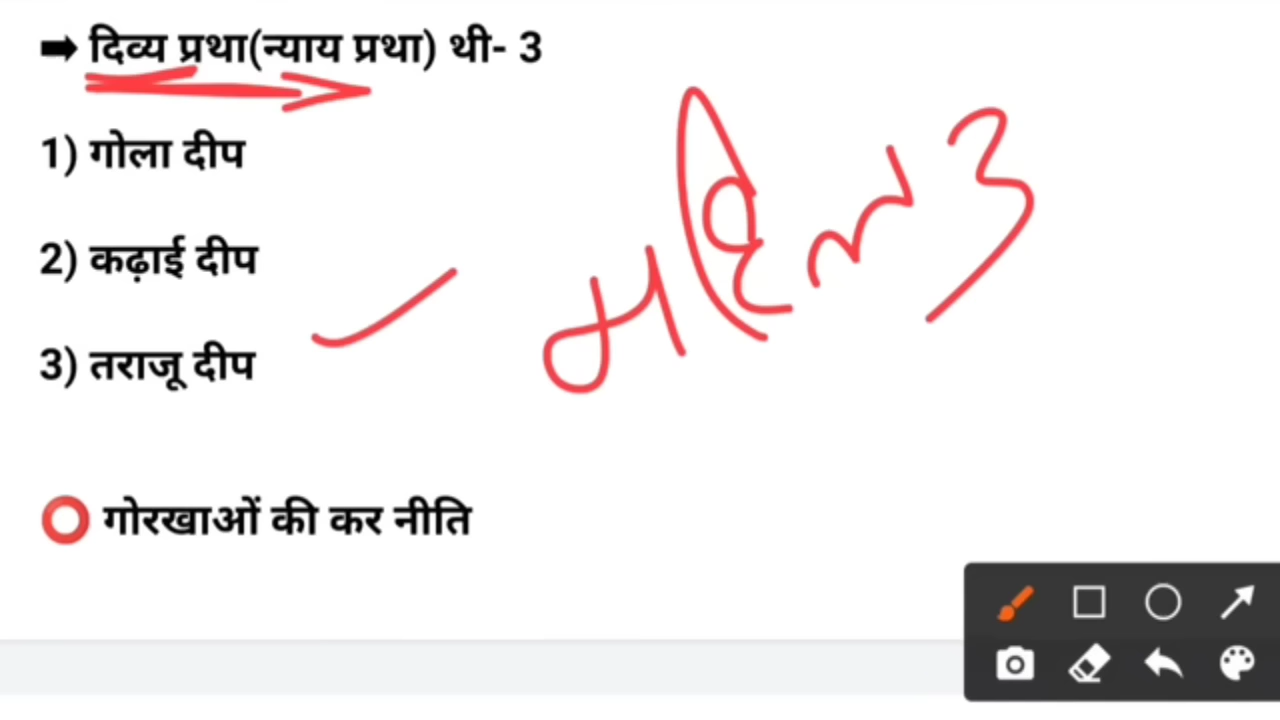 ➡ दिव्य प्रथा(न्याय प्रथा) थी- 3
1) गोला दीप
2) कढ़ाई दीप
3) तराजू दीप
⭕ गोरखाओं की कर नीति